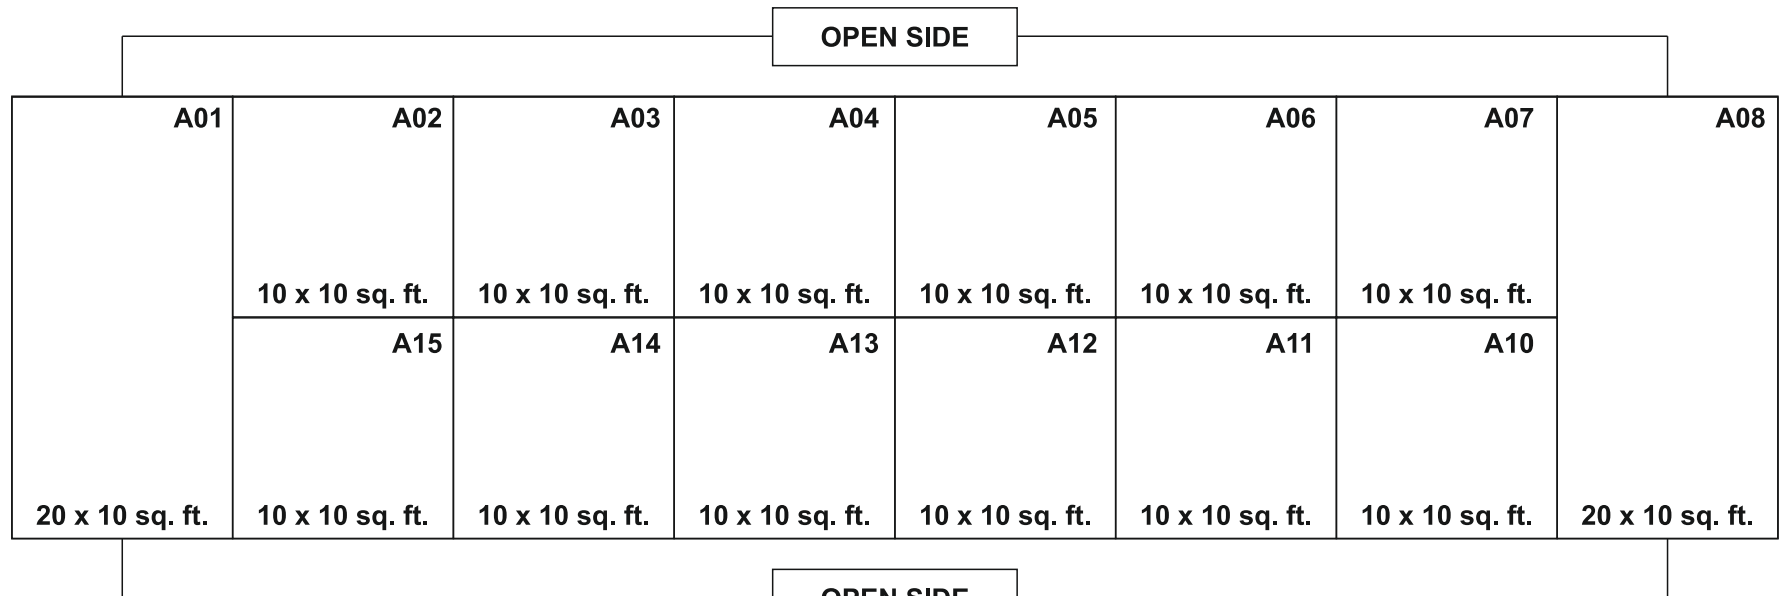 OPEN SIDE
A01 A02 A03 A04 A05 A06 A07 A08
10 x 10 sq. ft. 10 x 10 sq. ft. 10 x 10 sq. ft. 10 x 10 sq. ft. 10 x 10 sq. ft. 10 x 10 sq. ft.
A15 A14 A13 A12 A11 A10
20 x 10 sq. ft. 10 x 10 sq. ft. 10 x 10 sq. ft. 10 x 10 sq. ft. 10 x 10 sq. ft. 10 x 10 sq. ft. 10 x 10 sq. ft. 20 x 10 sq. ft.
OPEN SIDE